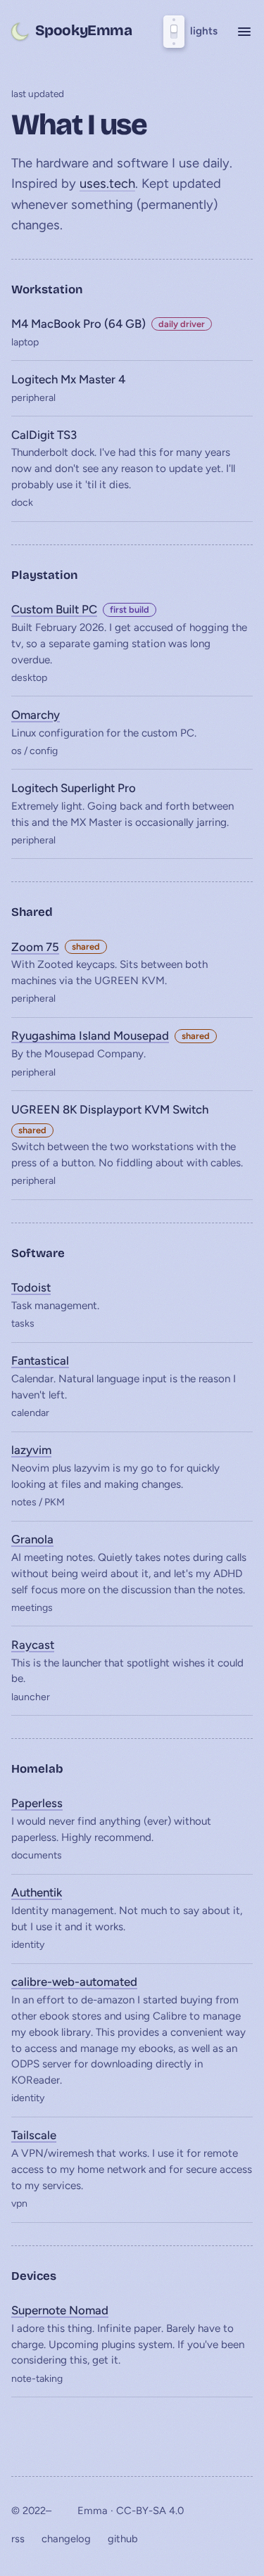 SpookyEmma
lights
last updated
What I use
The hardware and software I use daily.
Inspired by uses.tech. Kept updated
whenever something (permanently)
changes.
Workstation
M4 MacBook Pro (64 GB) daily driver
laptop
Logitech Mx Master 4
peripheral
CalDigit TS3
Thunderbolt dock. I've had this for many years
now and don't see any reason to update yet. I'll
probably use it 'til it dies.
dock
Playstation
Custom Built PC first build
Built February 2026. I get accused of hogging the
tv, so a separate gaming station was long
overdue.
desktop
Omarchy
Linux configuration for the custom PC.
os / config
Logitech Superlight Pro
Extremely light. Going back and forth between
this and the MX Master is occasionally jarring.
peripheral
Shared
Zoom 75 shared
With Zooted keycaps. Sits between both
machines via the UGREEN KVM.
peripheral
Ryugashima Island Mousepad shared
By the Mousepad Company.
peripheral
UGREEN 8K Displayport KVM Switch
shared
Switch between the two workstations with the
press of a button. No fiddling about with cables.
peripheral
Software
Todoist
Task management.
tasks
Fantastical
Calendar. Natural language input is the reason I
haven't left.
calendar
lazyvim
Neovim plus lazyvim is my go to for quickly
looking at files and making changes.
notes / PKM
Granola
AI meeting notes. Quietly takes notes during calls
without being weird about it, and let's my ADHD
self focus more on the discussion than the notes.
meetings
Raycast
This is the launcher that spotlight wishes it could
be.
launcher
Homelab
Paperless
I would never find anything (ever) without
paperless. Highly recommend.
documents
Authentik
Identity management. Not much to say about it,
but I use it and it works.
identity
calibre-web-automated
In an effort to de-amazon I started buying from
other ebook stores and using Calibre to manage
my ebook library. This provides a convenient way
to access and manage my ebooks, as well as an
ODPS server for downloading directly in
KOReader.
identity
Tailscale
A VPN/wiremesh that works. I use it for remote
access to my home network and for secure access
to my services.
vpn
Devices
Supernote Nomad
I adore this thing. Infinite paper. Barely have to
charge. Upcoming plugins system. If you've been
considering this, get it.
note-taking
© 2022– Emma · CC-BY-SA 4.0
rss changelog github